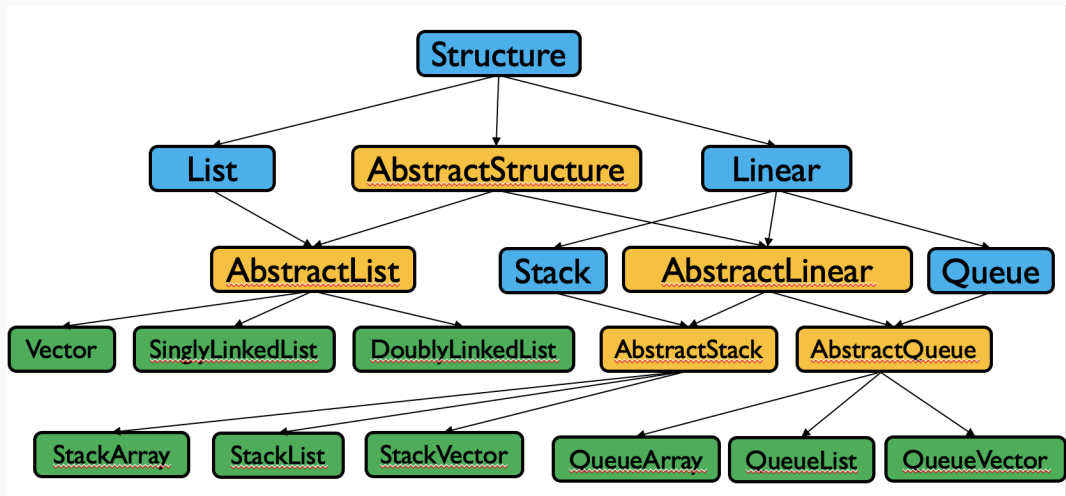 Structure
List
AbstractStructure
Linear
AbstractList
Stack
AbstractLinear
Queue
Vector
SinglyLinkedList
DoublyLinkedList
AbstractStack
AbstractQueue
StackArray
StackList
StackVector
QueueArray
QueueList
QueueVector